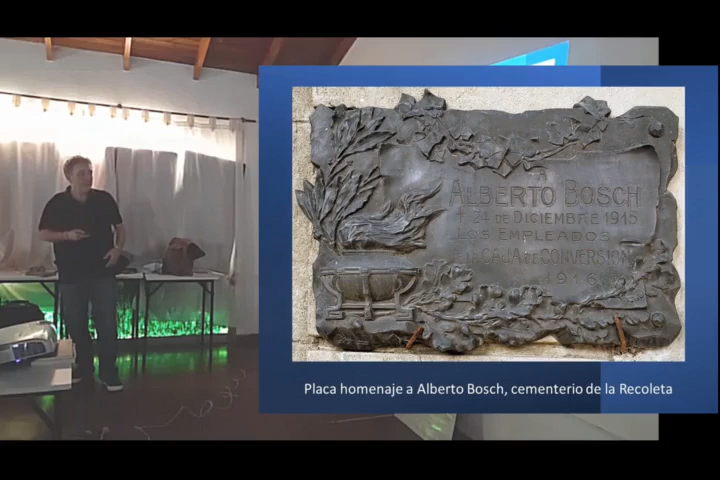 A
ALBERTO BOSCH
† 24 DE DICIEMBRE 1915
LOS EMPLEADOS
DE LA CAJA DE CONVERSION
1916
Placa homenaje a Alberto Bosch, cementerio de la Recoleta